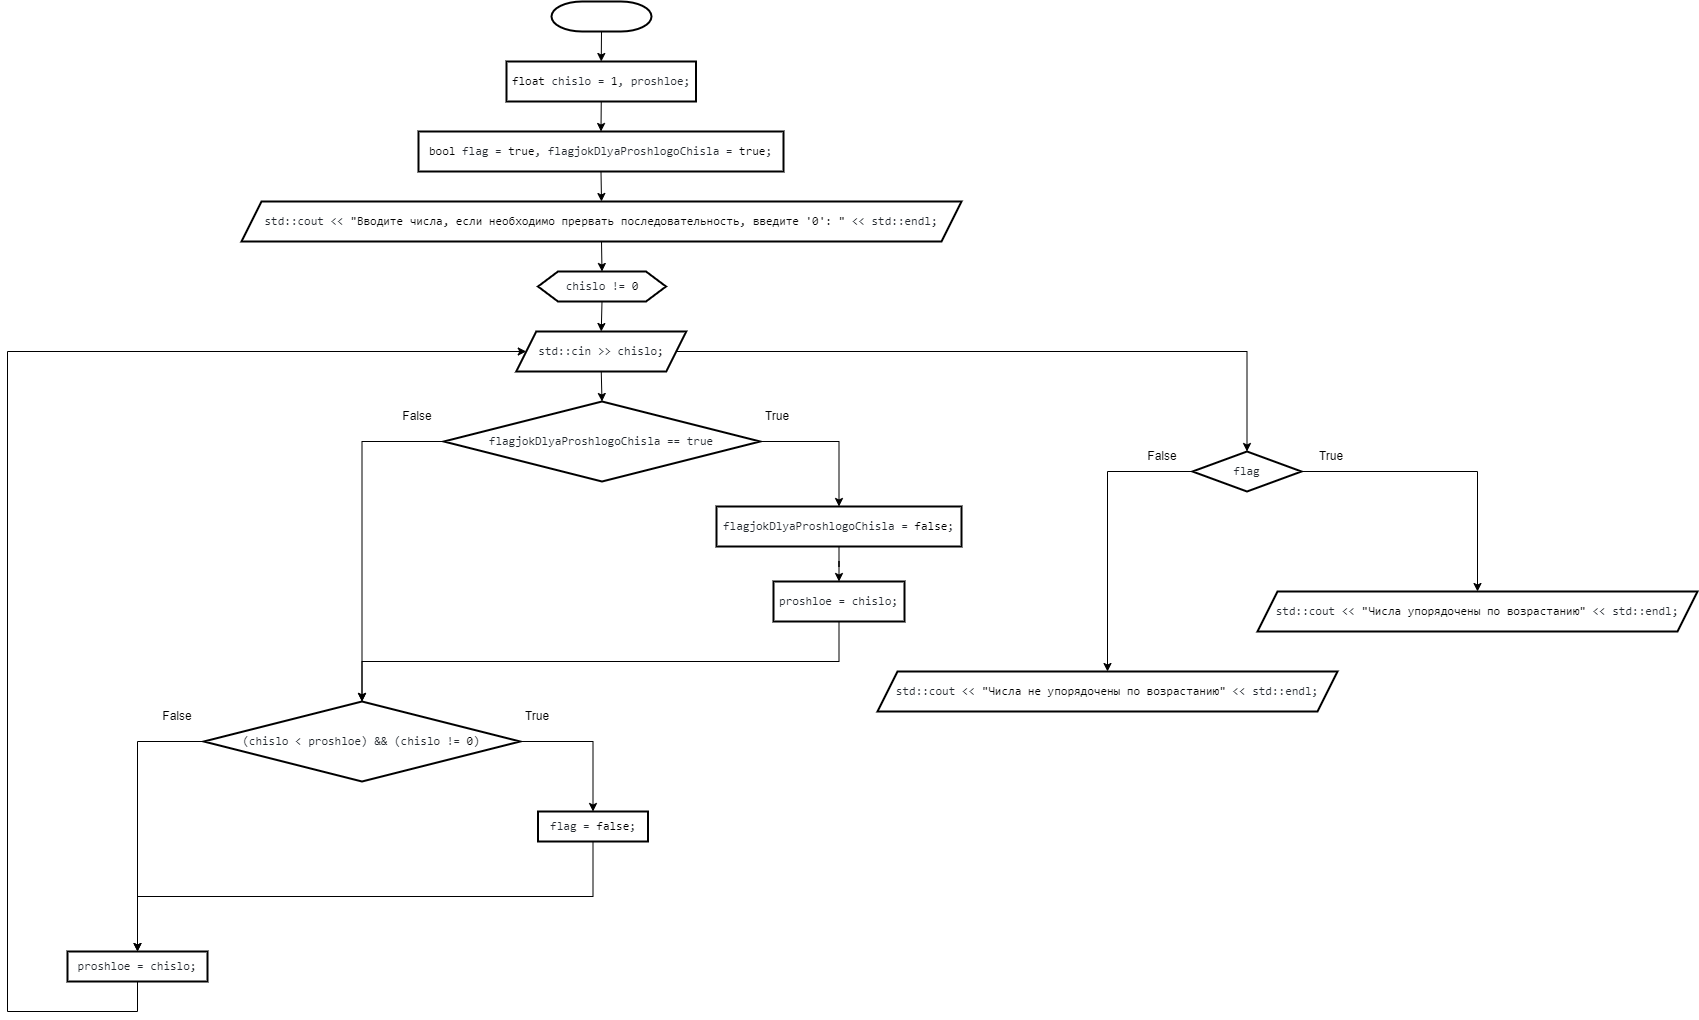 float chislo = 1, proshloe;
bool flag = true, flagjokDlyaProshlogoChisla = true;
std::cout << "Вводите числа, если необходимо прервать последовательность, введите '0': " << std::endl;
chislo != 0
std::cin >> chislo;
False
True
flagjokDlyaProshlogoChisla == true
flagjokDlyaProshlogoChisla = false;
proshloe = chislo;
False
True
(chislo < proshloe) && (chislo != 0)
flag = false;
proshloe = chislo;
False
True
flag
std::cout << "Числа упорядочены по возрастанию" << std::endl;
std::cout << "Числа не упорядочены по возрастанию" << std::endl;